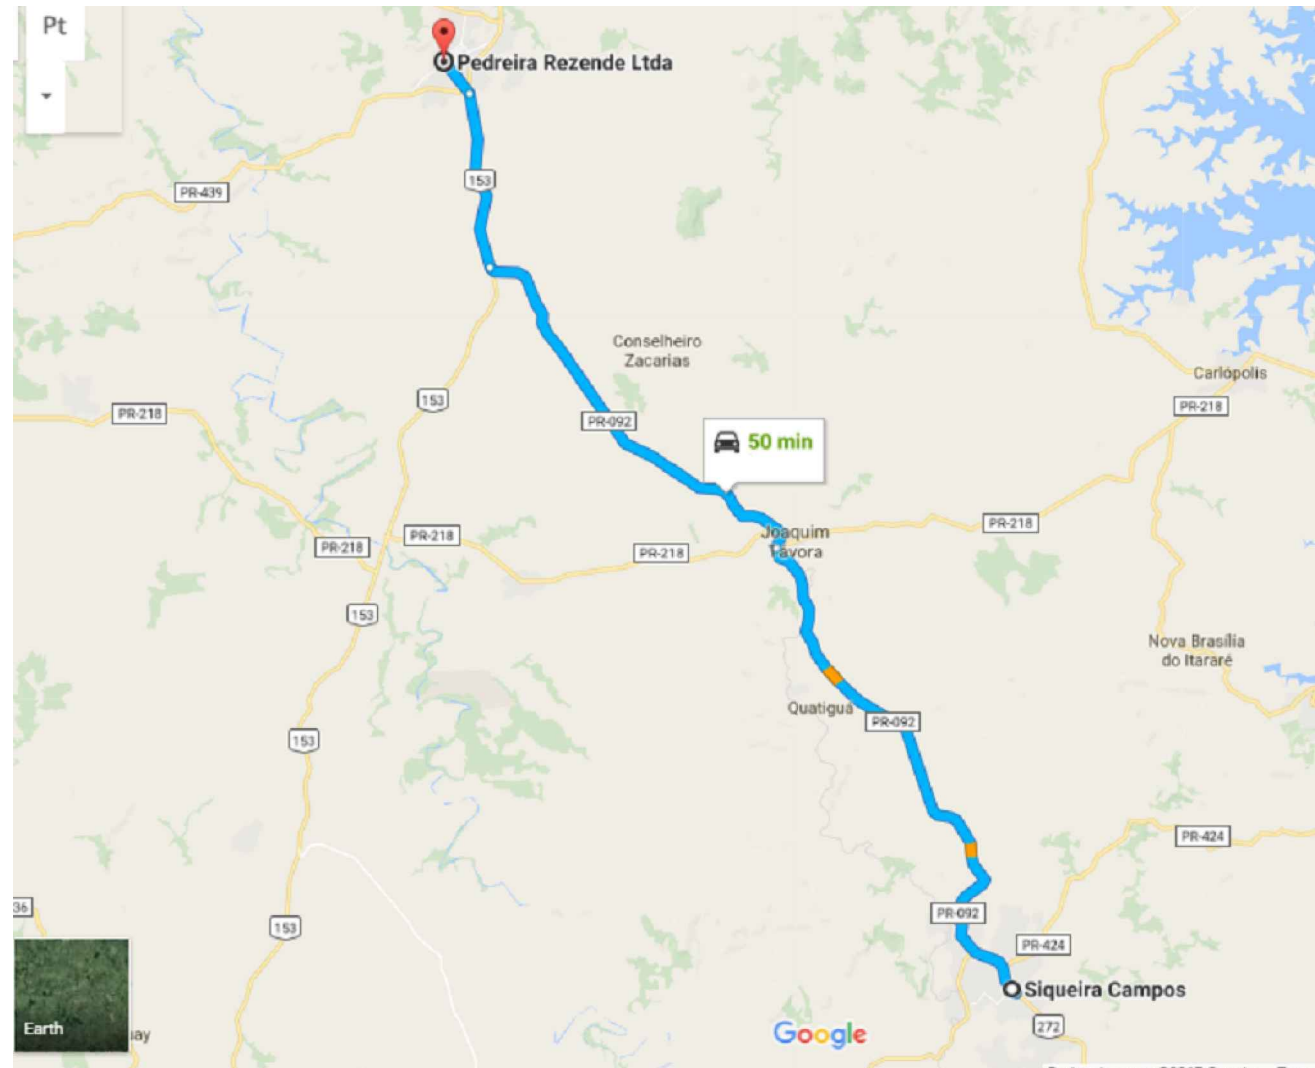 Pt
Pedreira Rezende Ltda
153
PR-439
Conselheiro
Zacarias
Carlópolis
153
PR-218
PR-218
PR-092
50 min
PR-218
Joaquim
Távora
PR-218
PR-218
PR-218
153
Nova Brasília
do Itararé
Quatiguá
PR-092
153
PR-424
36
PR-092
153
PR-424
Siqueira Campos
272
Earth
Google